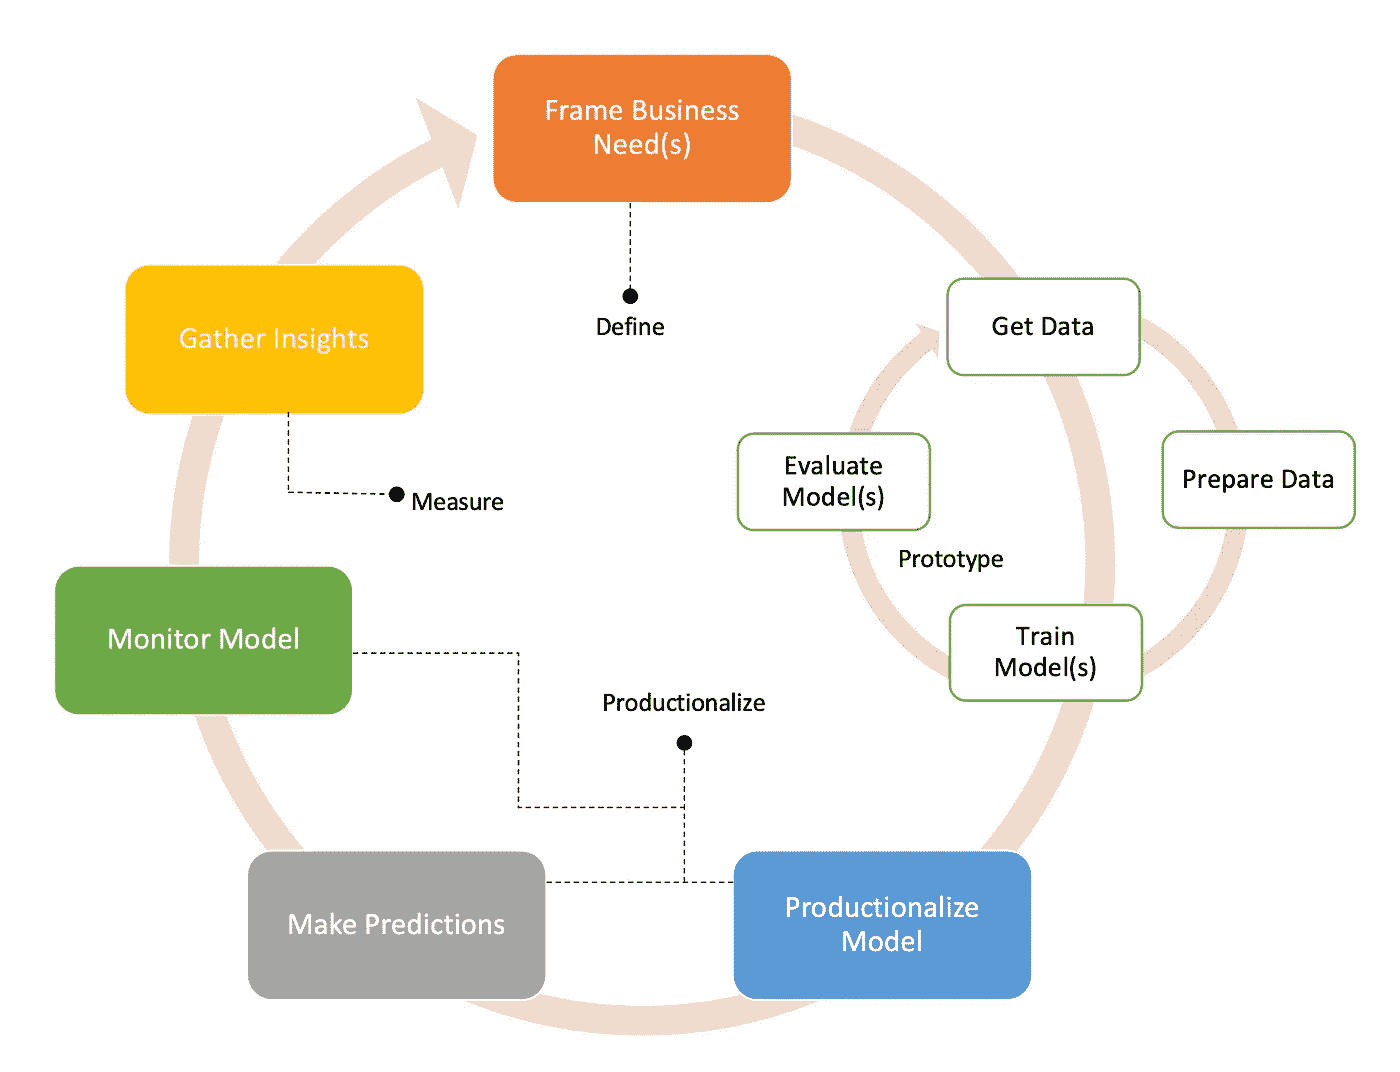 Frame Business
Need(s)
Define
Get Data
Gather Insights
Evaluate
Model(s)
Prepare Data
Measure
Prototype
Monitor Model
Train
Model(s)
Productionalize
Make Predictions
Productionalize
Model